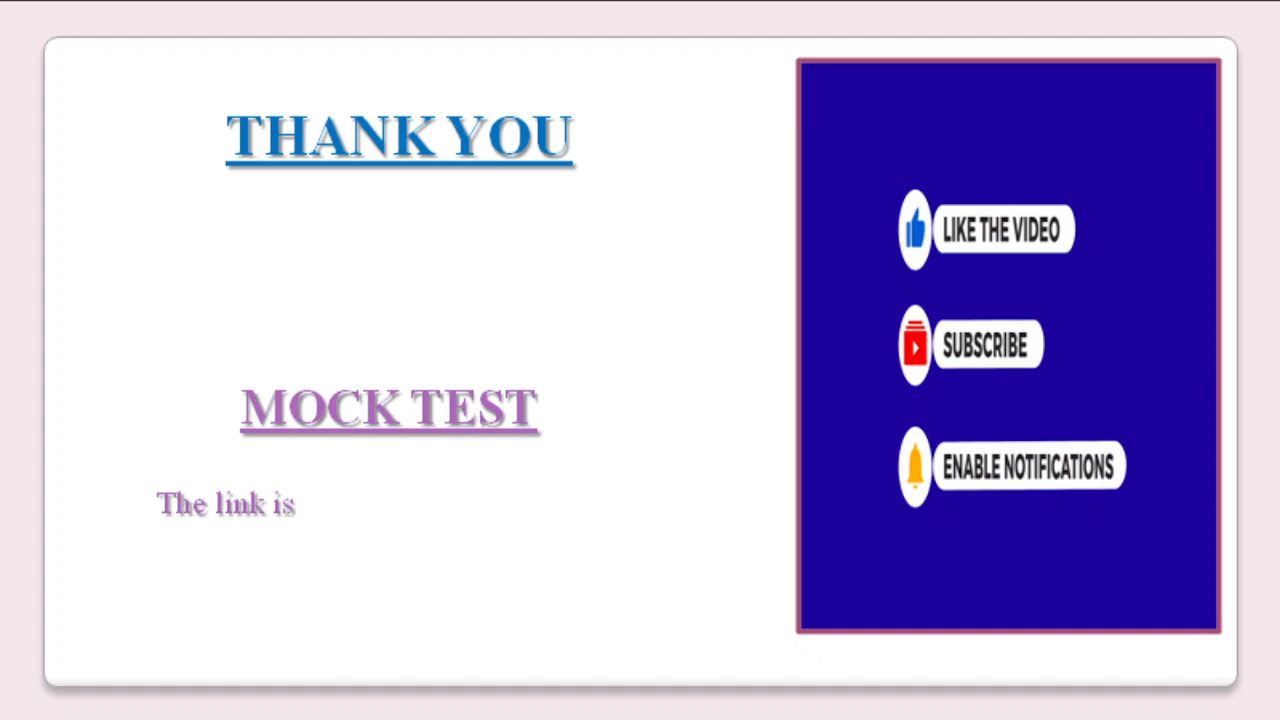 THANK YOU
MOCK TEST
The link is
LIKE THE VIDEO
SUBSCRIBE
ENABLE NOTIFICATIONS